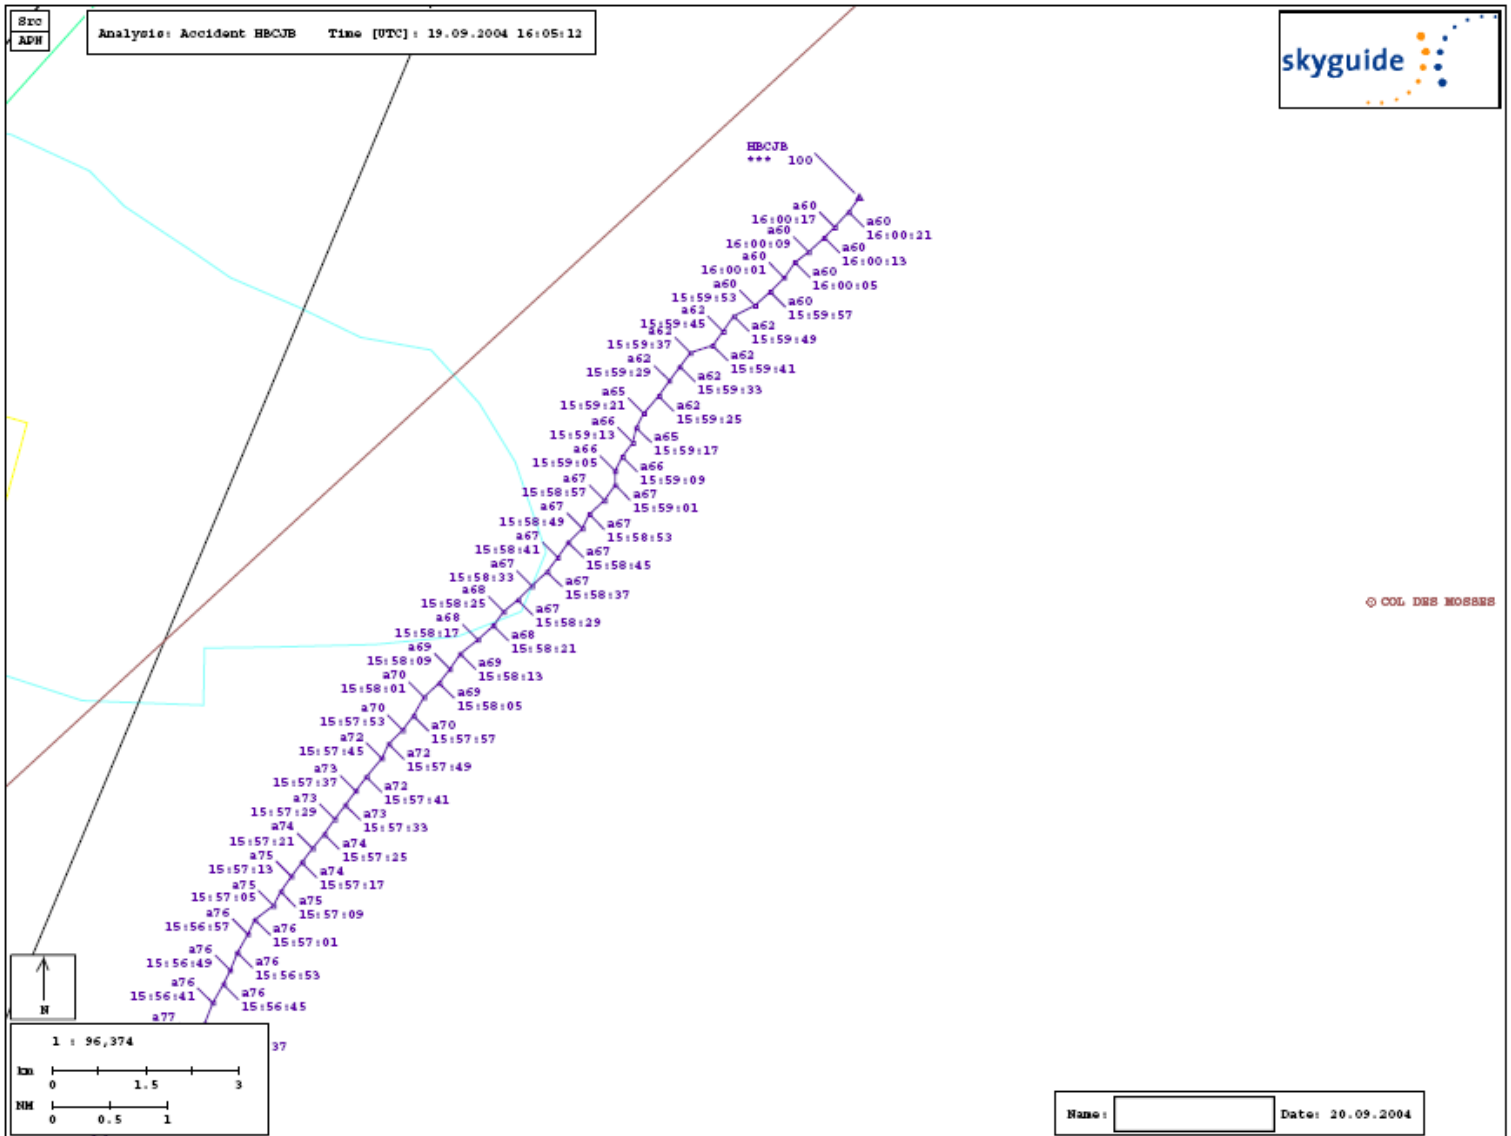 Src
APH
Analysis: Accident HBCJB Time [UTC]: 19.09.2004 16:05:12
skyguide
HBCJB
*** 100
a60
16:00:17
a60
16:00:21
a60
16:00:09
a60
16:00:13
a60
16:00:01
a60
16:00:05
a60
15:59:53
a60
15:59:57
a62
15:59:45
a62
15:59:49
a62
15:59:37
a62
15:59:41
a62
15:59:29
a62
15:59:33
a65
15:59:21
a62
15:59:25
a66
15:59:13
a65
15:59:17
a66
15:59:05
a66
15:59:09
a67
15:58:57
a67
15:59:01
a67
15:58:49
a67
15:58:53
a67
15:58:41
a67
15:58:45
a67
15:58:33
a67
15:58:37
a68
15:58:25
a67
15:58:29
COL DES MOSSES
a68
15:58:17
a68
15:58:21
a69
15:58:09
a69
15:58:13
a70
15:58:01
a69
15:58:05
a70
15:57:53
a70
15:57:57
a72
15:57:45
a72
15:57:49
a73
15:57:37
a72
15:57:41
a73
15:57:29
a73
15:57:33
a74
15:57:21
a74
15:57:25
a75
15:57:13
a74
15:57:17
a75
15:57:05
a75
15:57:09
a76
15:56:57
a76
15:57:01
a76
15:56:49
a76
15:56:53
a76
15:56:41
a76
15:56:45
a77
37
N
1 : 96,374
km
0 1.5 3
NM
0 0.5 1
Name: Date: 20.09.2004